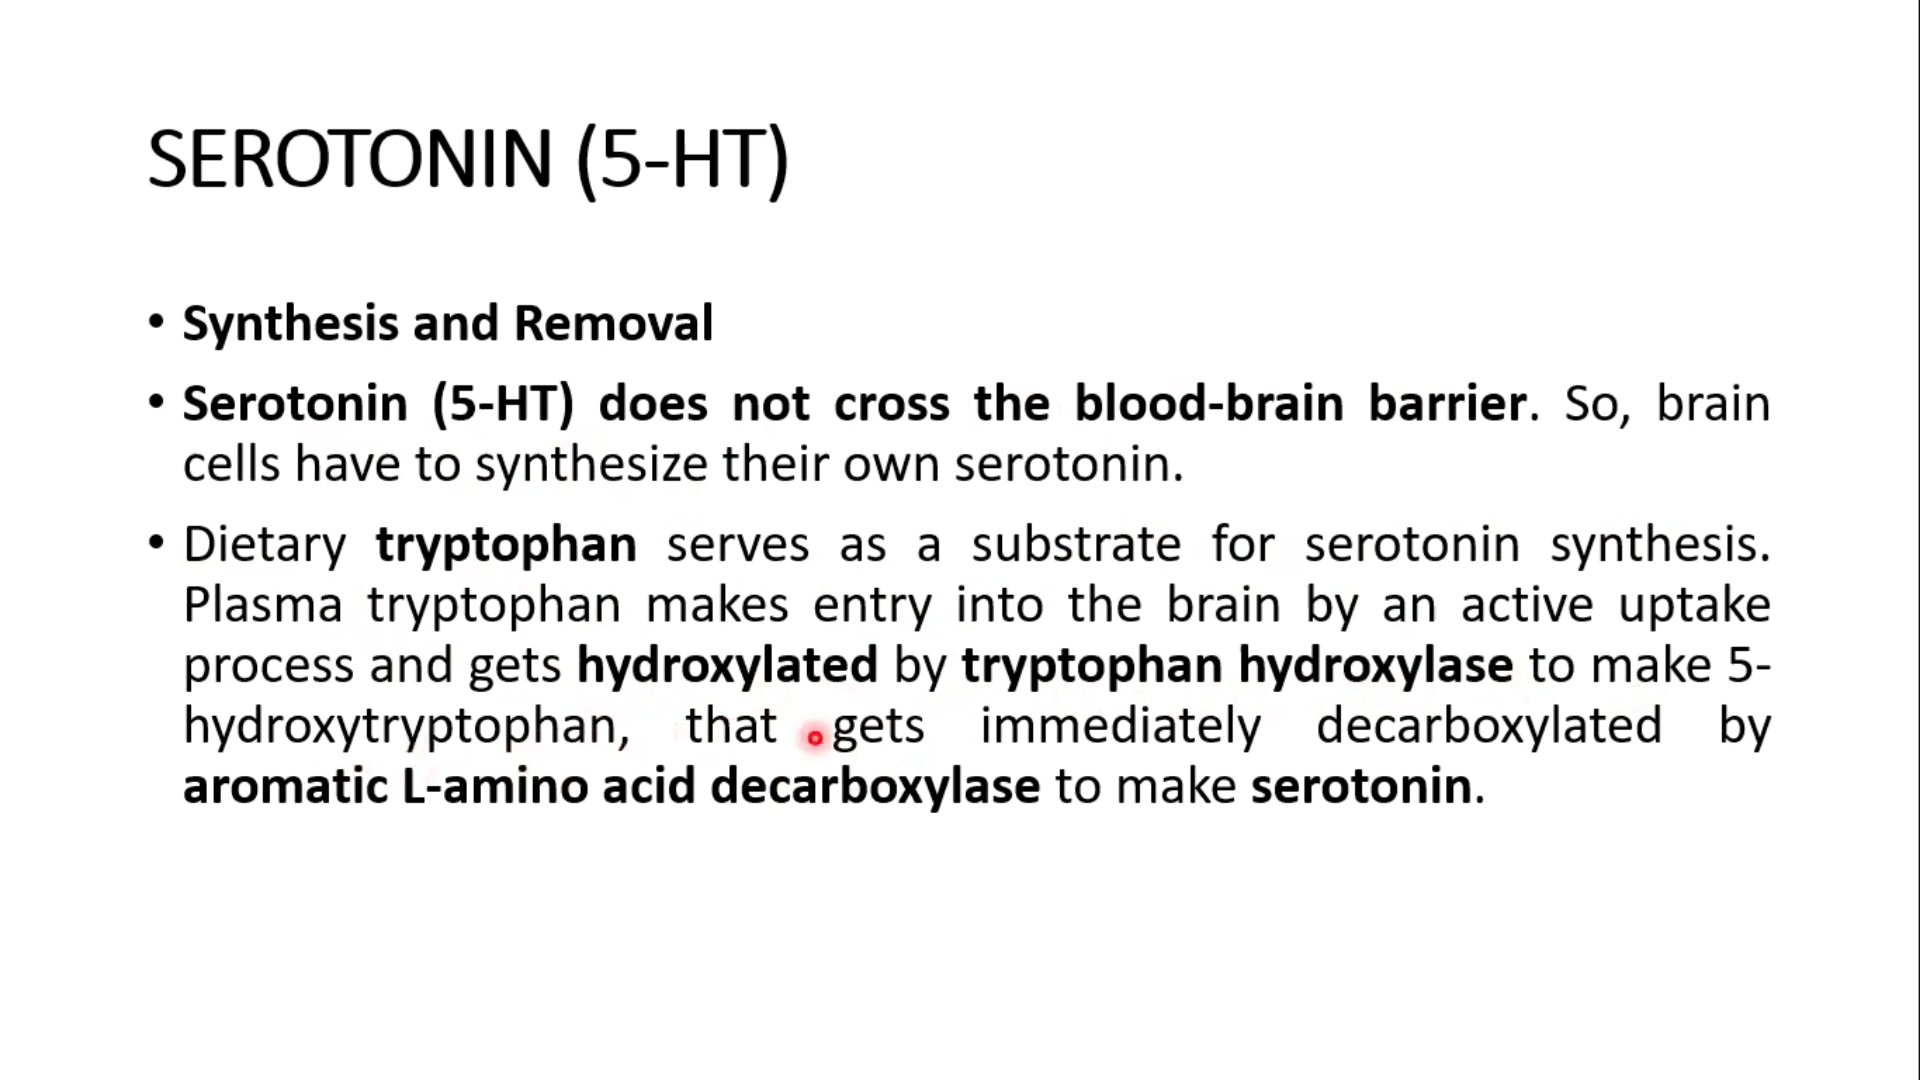 SEROTONIN (5-HT)
• Synthesis and Removal
• Serotonin (5-HT) does not cross the blood-brain barrier. So, brain
cells have to synthesize their own serotonin.
• Dietary tryptophan serves as a substrate for serotonin synthesis.
Plasma tryptophan makes entry into the brain by an active uptake
process and gets hydroxylated by tryptophan hydroxylase to make 5-
hydroxytryptophan, that gets immediately decarboxylated by
aromatic L-amino acid decarboxylase to make serotonin.